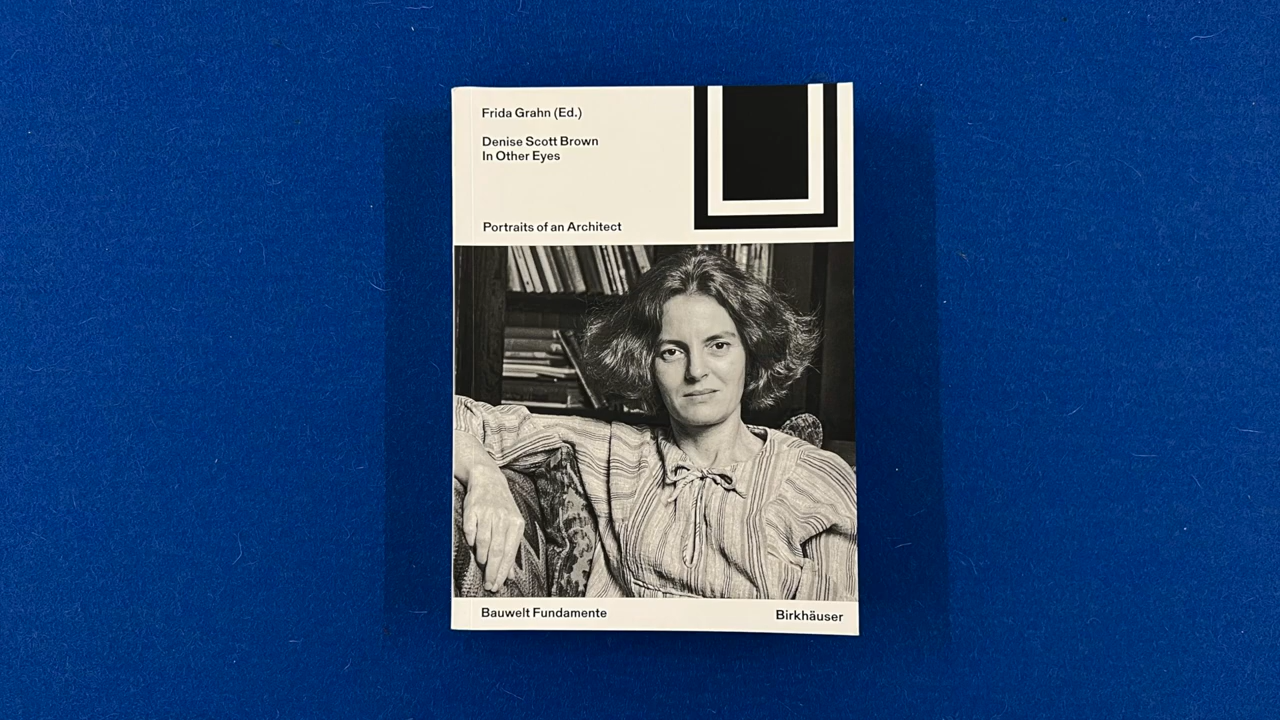 Frida Grahn (Ed.)
Denise Scott Brown
In Other Eyes
Portraits of an Architect
Bauwelt Fundamente
Birkhäuser